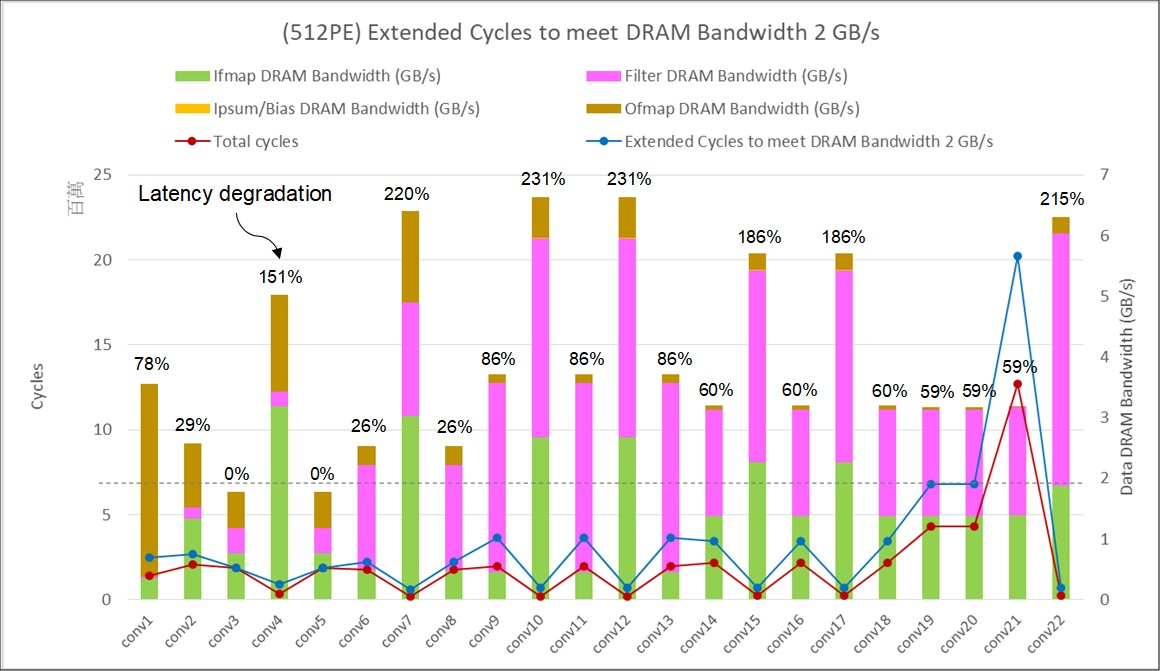 (512PE) Extended Cycles to meet DRAM Bandwidth 2 GB/s
Ifmap DRAM Bandwidth (GB/s)
Filter DRAM Bandwidth (GB/s)
Ipsum/Bias DRAM Bandwidth (GB/s)
Ofmap DRAM Bandwidth (GB/s)
Total cycles
Extended Cycles to meet DRAM Bandwidth 2 GB/s
百萬
Cycles
25
20
15
10
5
0
Latency degradation
78%
29%
0%
151%
0%
26%
220%
26%
86%
231%
86%
231%
86%
60%
186%
60%
186%
60%
59%
59%
59%
215%
7
6
5
4
3
2
1
0
Data DRAM Bandwidth (GB/s)
conv1
conv2
conv3
conv4
conv5
conv6
conv7
conv8
conv9
conv10
conv11
conv12
conv13
conv14
conv15
conv16
conv17
conv18
conv19
conv20
conv21
conv22